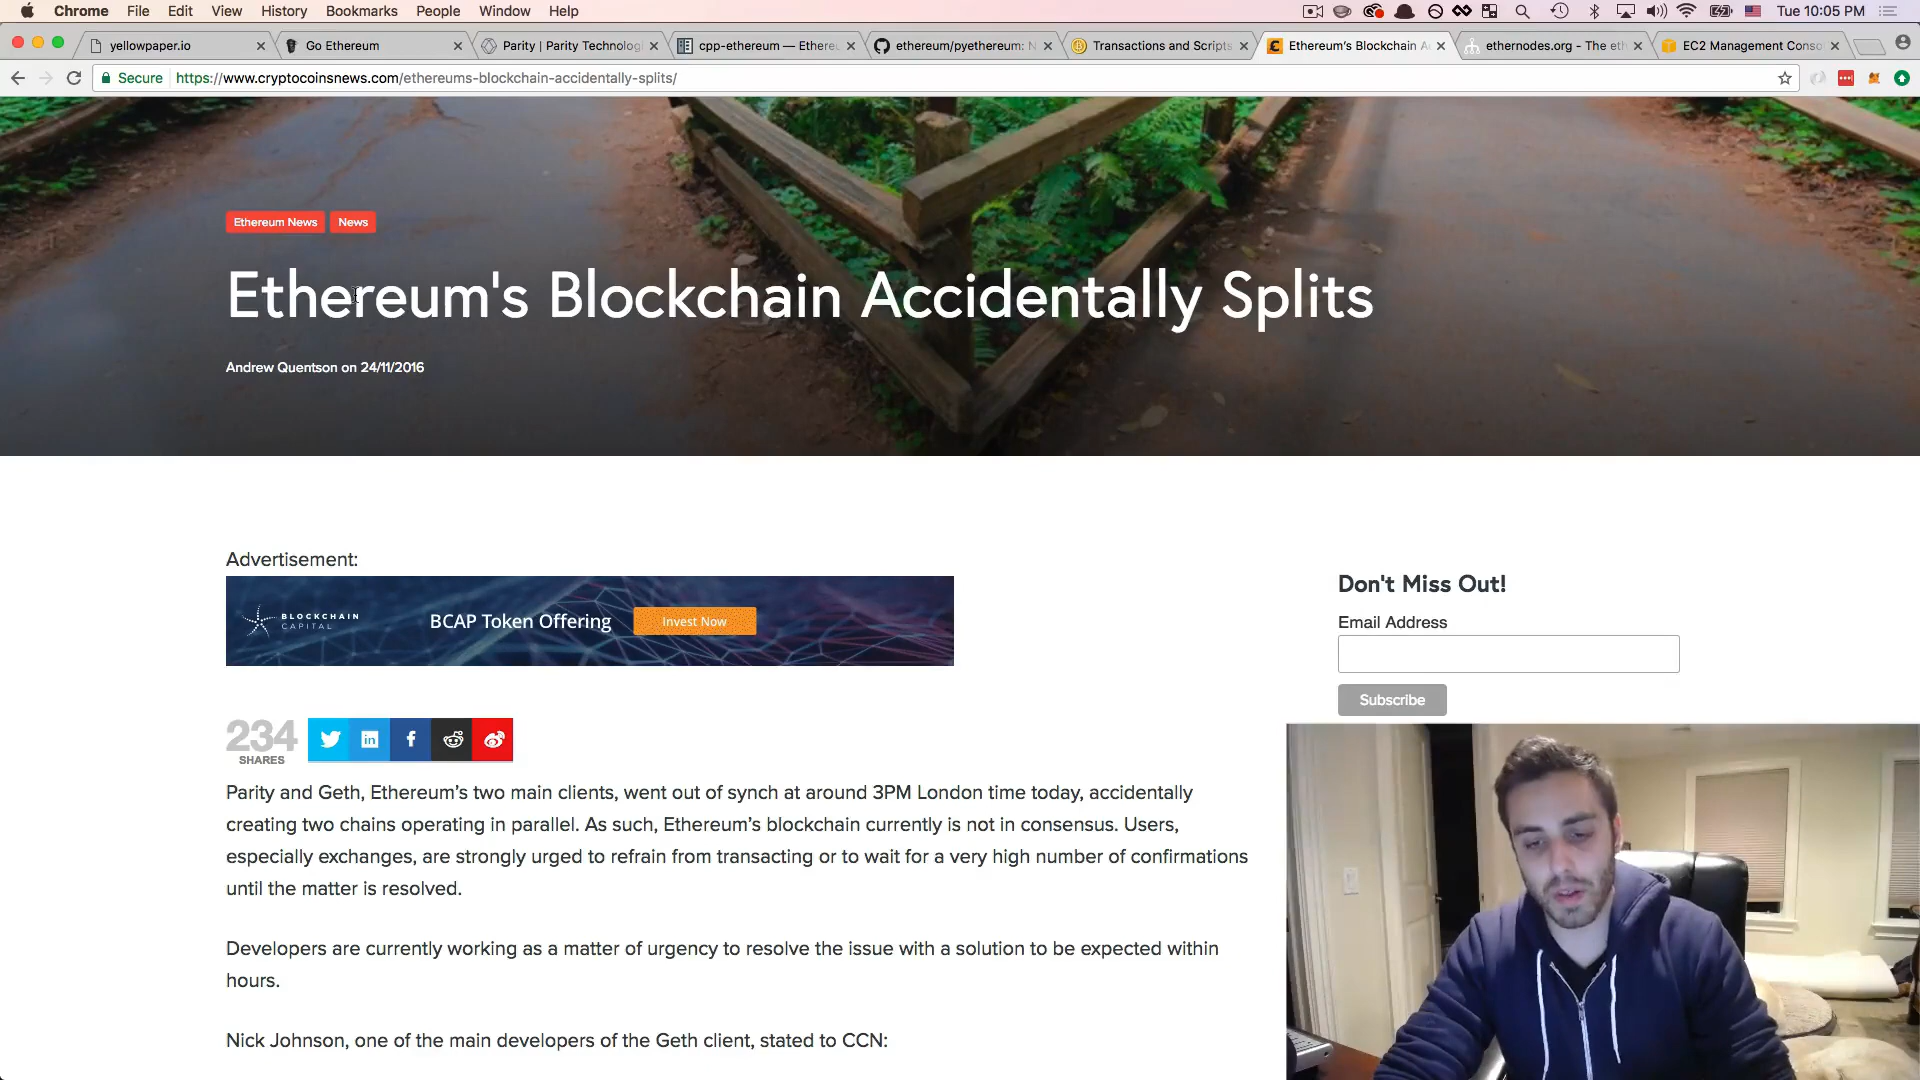 Chrome File Edit View History Bookmarks People Window Help Tue 10:05 PM
yellowpaper.io Go Ethereum Parity | Parity Technolog cpp-ethereum — Ethere ethereum/pyethereum: N Transactions and Scripts Ethereum's Blockchain A ethernodes.org - The eth EC2 Management Conso
Secure https://www.cryptocoinsnews.com/ethereums-blockchain-accidentally-splits/
Ethereum News News
Ethereum's Blockchain Accidentally Splits
Andrew Quentson on 24/11/2016
Advertisement:
BLOCKCHAIN
CAPITAL
BCAP Token Offering
Invest Now
Don't Miss Out!
Email Address
Subscribe
234
SHARES
Parity and Geth, Ethereum's two main clients, went out of synch at around 3PM London time today, accidentally
creating two chains operating in parallel. As such, Ethereum's blockchain currently is not in consensus. Users,
especially exchanges, are strongly urged to refrain from transacting or to wait for a very high number of confirmations
until the matter is resolved.
Developers are currently working as a matter of urgency to resolve the issue with a solution to be expected within
hours.
Nick Johnson, one of the main developers of the Geth client, stated to CCN: